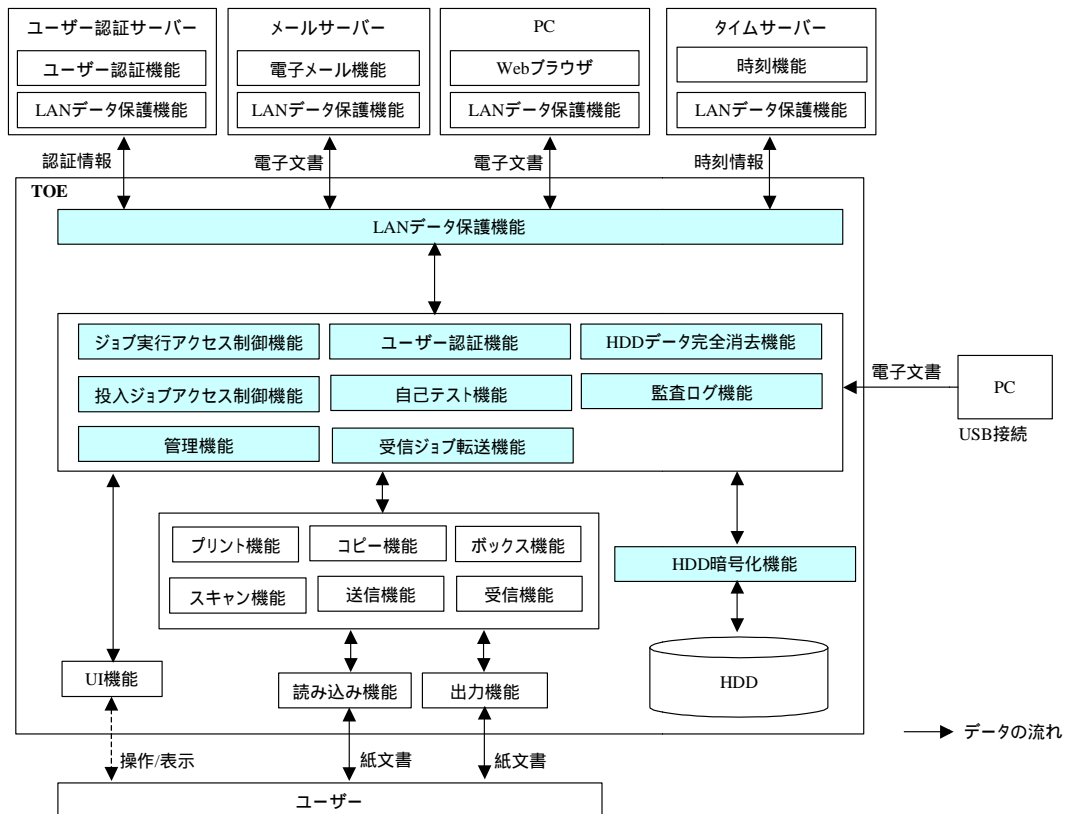 ユーザー認証サーバー
メールサーバー
PC
タイムサーバー
ユーザー認証機能
電子メール機能
Webブラウザ
時刻機能
LANデータ保護機能
LANデータ保護機能
LANデータ保護機能
LANデータ保護機能
認証情報
電子文書
電子文書
時刻情報
TOE
LANデータ保護機能
ジョブ実行アクセス制御機能
ユーザー認証機能
HDDデータ完全消去機能
投入ジョブアクセス制御機能
自己テスト機能
監査ログ機能
管理機能
受信ジョブ転送機能
電子文書
PC
USB接続
プリント機能
コピー機能
ボックス機能
スキャン機能
送信機能
受信機能
HDD暗号化機能
HDD
UI機能
読み込み機能
出力機能
データの流れ
操作/表示
紙文書
紙文書
ユーザー